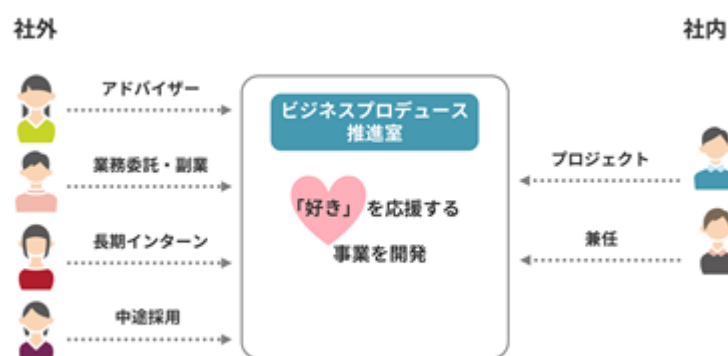 社外
社内
アドバイザー
業務委託・副業
長期インターン
中途採用
ビジネスプロデュース
推進室
「好き」を応援する
事業を開発
プロジェクト
兼任